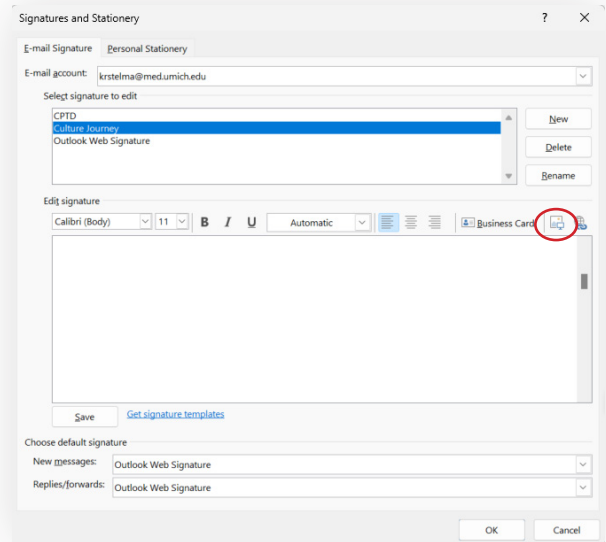 Signatures and Stationery ?
E-mail Signature Personal Stationery
E-mail account: krstelma@med.umich.edu
Select signature to edit
CPTD
Culture Journey
Outlook Web Signature
New
Delete
Rename
Edit signature
Calibri (Body) 11 B I U Automatic Business Card
Save Get signature templates
Choose default signature
New messages: Outlook Web Signature
Replies/forwards: Outlook Web Signature
OK Cancel